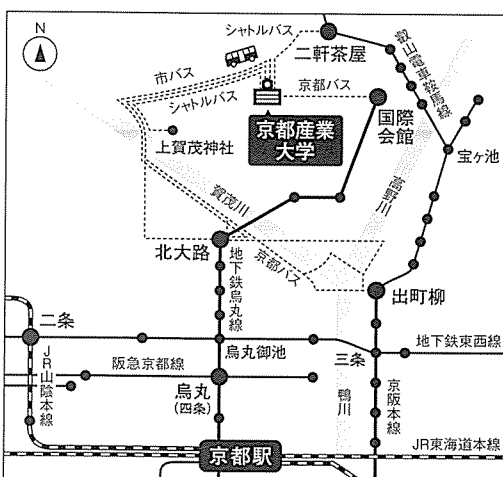 N
シャトルバス
二軒茶屋
叡山電車鞍馬線
市バス
シャトルバス
京都バス
国際
会館
京都産業
大学
上賀茂神社
宝ヶ池
賀茂川
高野川
北大路
京都バス
地下鉄烏丸線
出町柳
二条
地下鉄東西線
烏丸御池
三条
JR山陰本線
阪急京都線
烏丸
(四条)
鴨川
京阪本線
京都駅
JR東海道本線